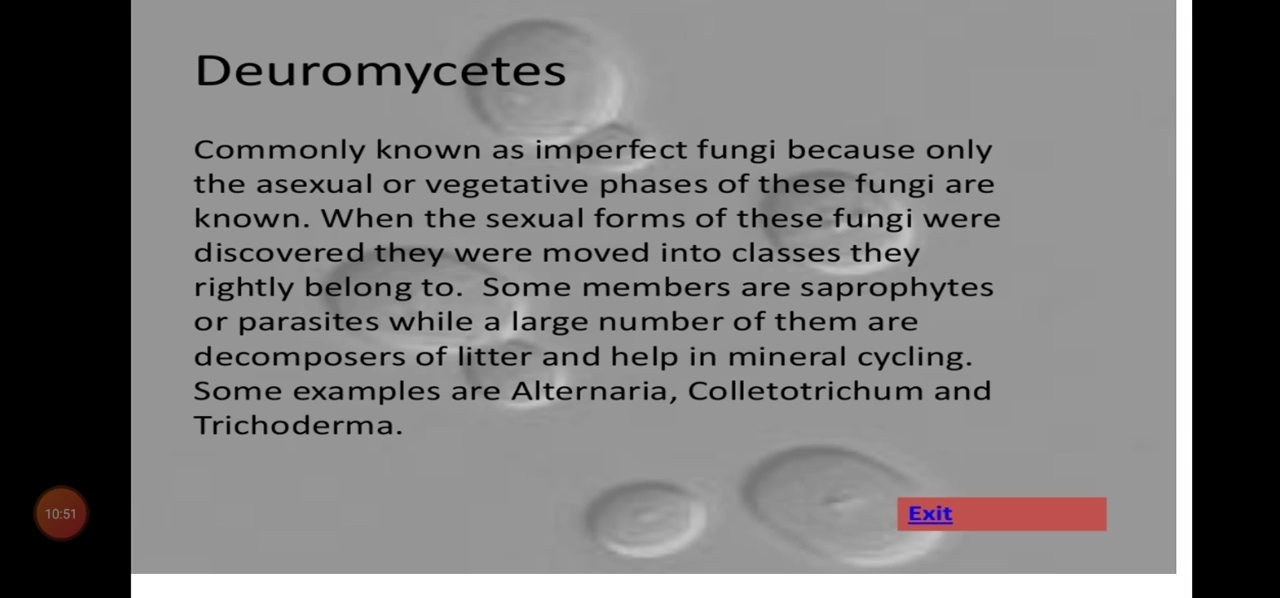 Deuromycetes
Commonly known as imperfect fungi because only
the asexual or vegetative phases of these fungi are
known. When the sexual forms of these fungi were
discovered they were moved into classes they
rightly belong to.  Some members are saprophytes
or parasites while a large number of them are
decomposers of litter and help in mineral cycling.
Some examples are Alternaria, Colletotrichum and
Trichoderma.
10:51
Exit